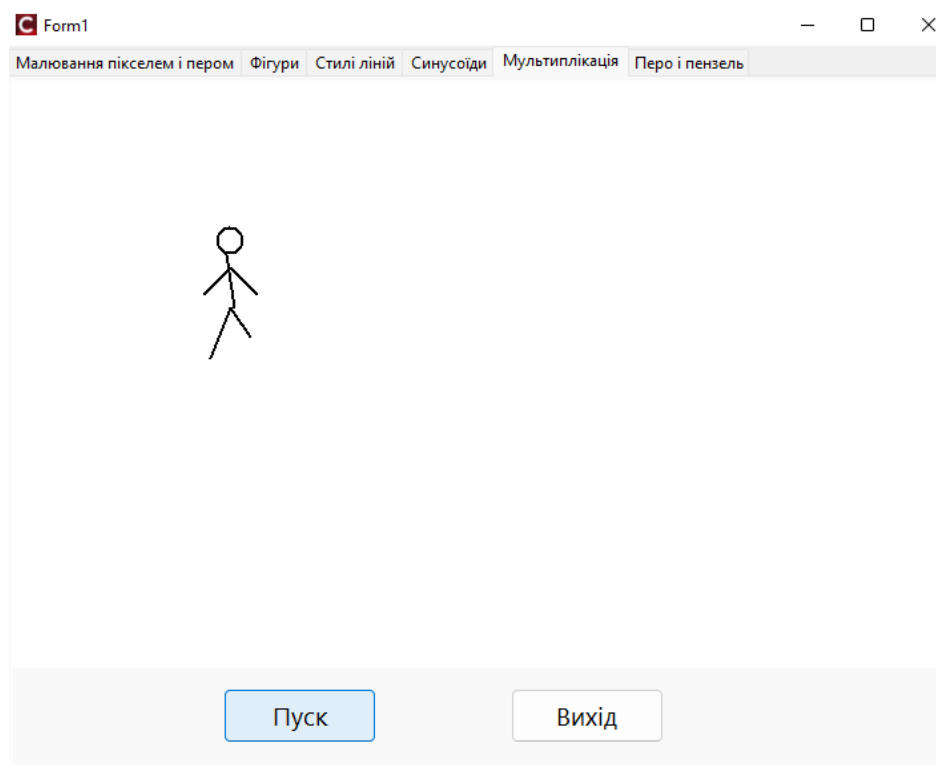 Form1
Малювання пікселем і пером Фігури Стилі ліній Синусоїди Мультиплікація Перо і пензель
Пуск Вихід